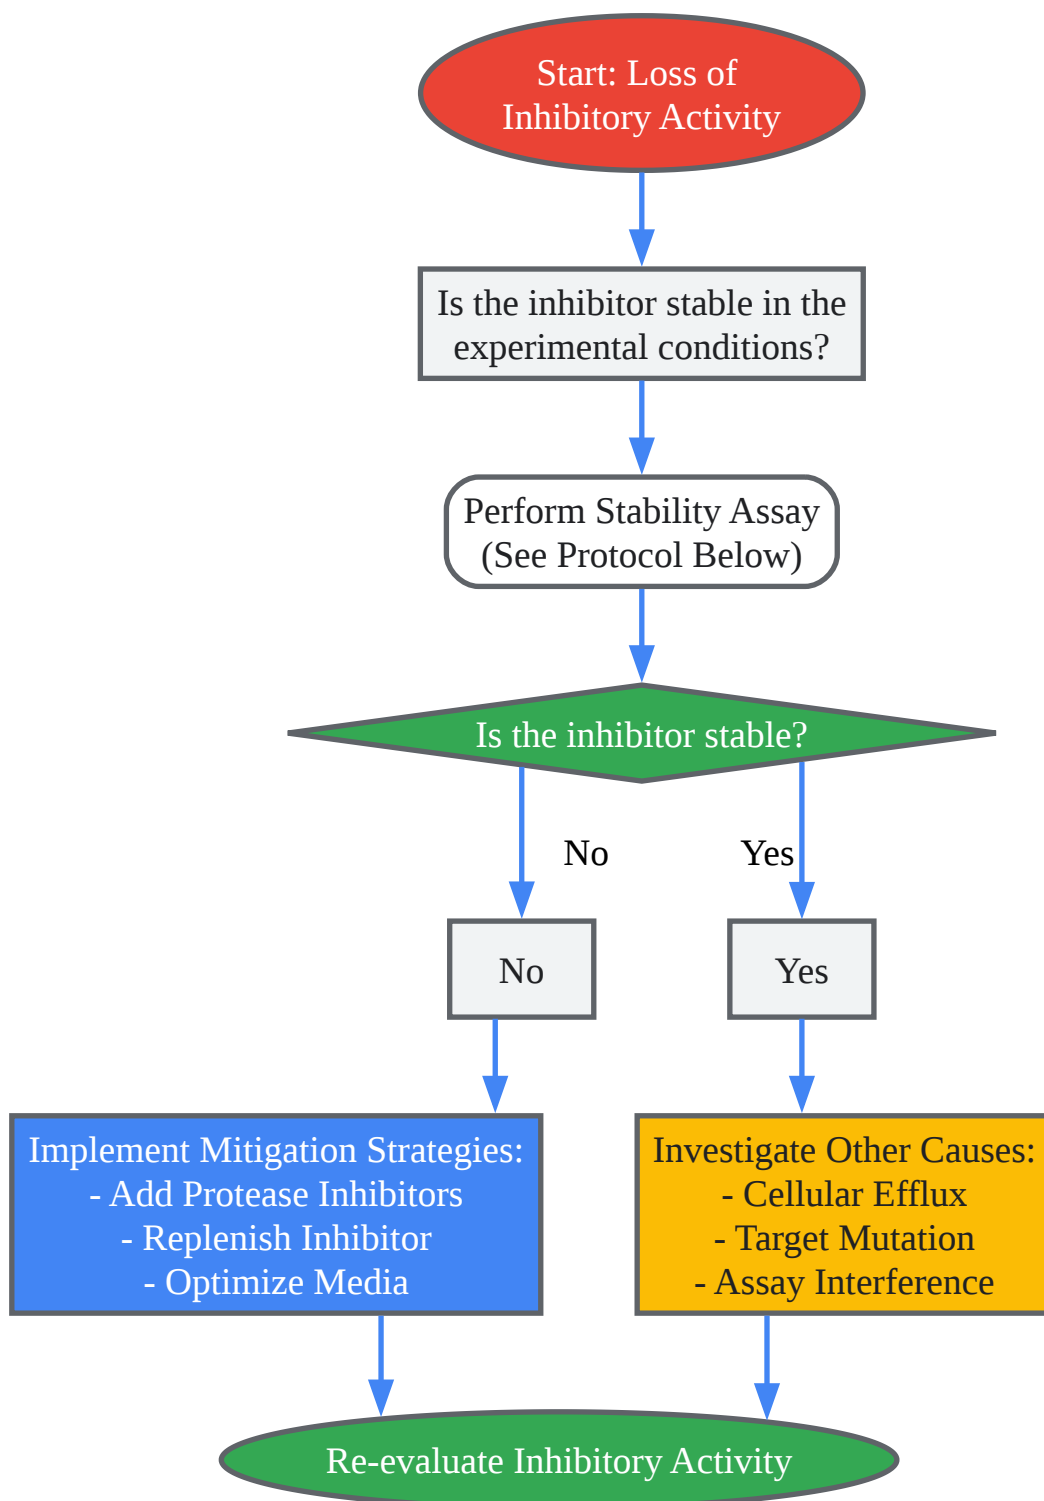 Start: Loss of
Inhibitory Activity
Is the inhibitor stable in the
experimental conditions?
Perform Stability Assay
(See Protocol Below)
Is the inhibitor stable?
No
Yes
No
Yes
Implement Mitigation Strategies:
- Add Protease Inhibitors
- Replenish Inhibitor
- Optimize Media
Investigate Other Causes:
- Cellular Efflux
- Target Mutation
- Assay Interference
Re-evaluate Inhibitory Activity